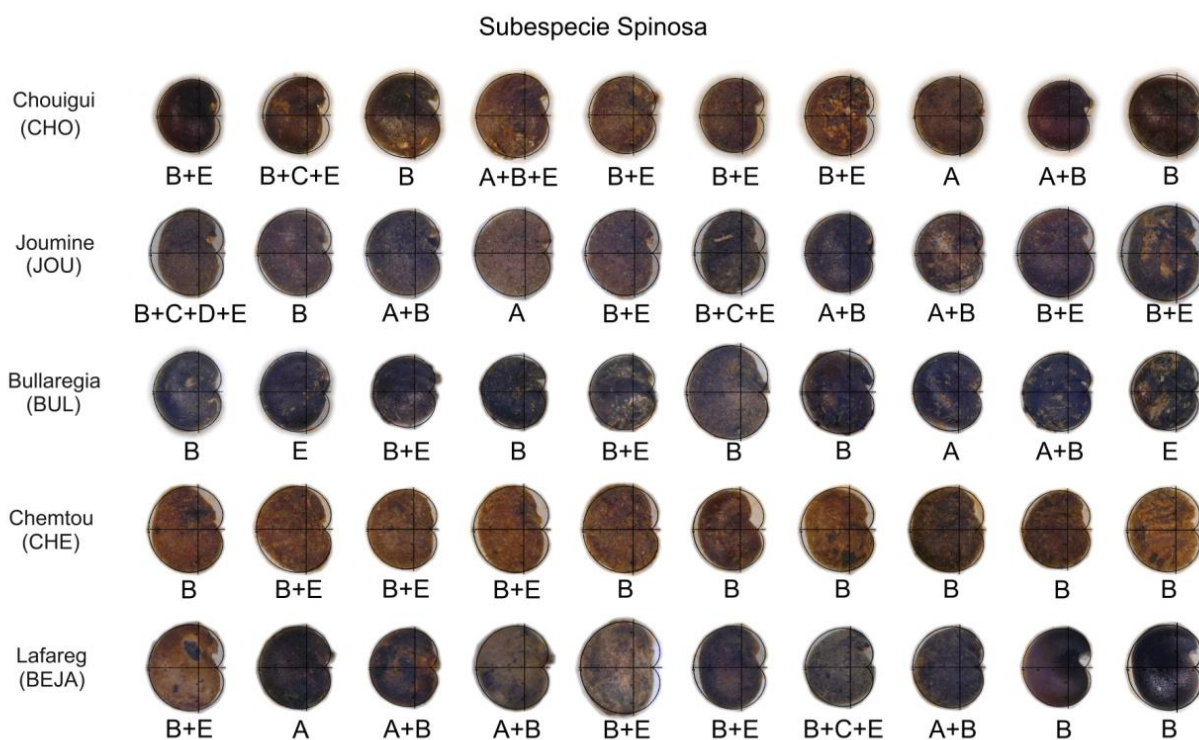 Subespecie Spinosa
Chouigui
(CHO)
B+E B+C+E B A+B+E B+E B+E B+E A A+B B
Joumine
(JOU)
B+C+D+E B A+B A B+E B+C+E A+B A+B B+E B+E
Bullaregia
(BUL)
B E B+E B B+E B B A A+B E
Chemtou
(CHE)
B B+E B+E B+E B B B B B B
Lafareg
(BEJA)
B+E A A+B A+B B+E B+E B+C+E A+B B B